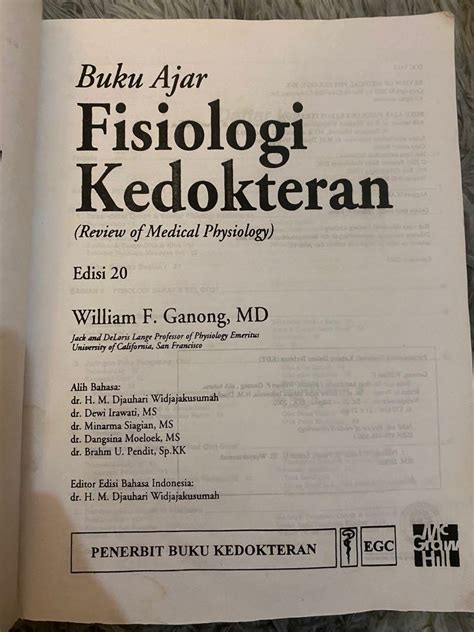 Buku Ajar
Fisiologi
Kedokteran
(Review of Medical Physiology)
Edisi 20
William F. Ganong, MD
Jack and DeLoris Lange Professor of Physiology Emeritus
University of California, San Francisco
Alih Bahasa:
dr. H. M. Djauhari Widjajakusumah
dr. Dewi Irawati, MS
dr. Minarma Siagian, MS
dr. Dangsina Moeloek, MS
dr. Brahm U. Pendit, Sp.KK
Editor Edisi Bahasa Indonesia:
dr. H. M. Djauhari Widjajakusumah
PENERBIT BUKU KEDOKTERAN
EGC
Mc
Graw
Hill